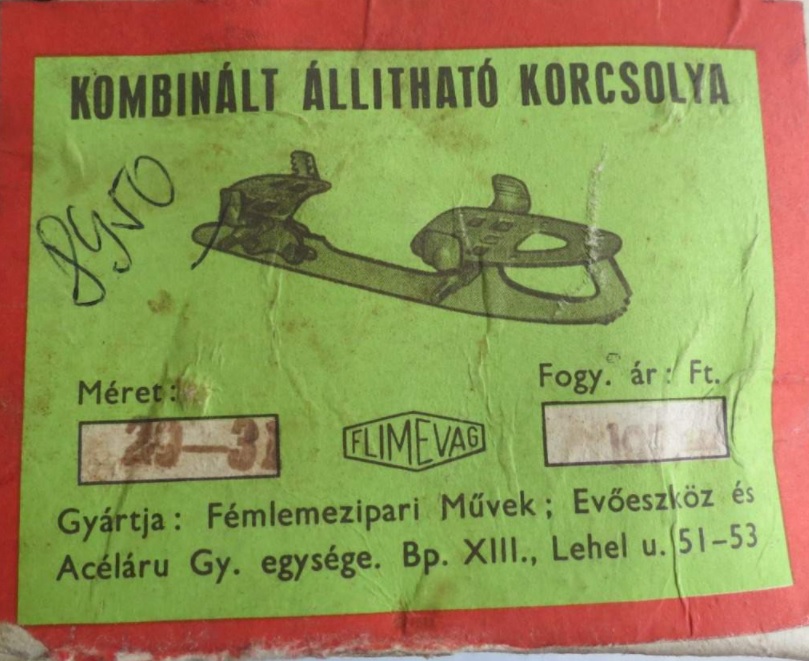 KOMBINÁLT ÁLLITHATÓ KORCSOLYA
8950
Méret:
29—31
Fogy. ár: Ft.
FLIMEVAG
Gyártja: Fémlemezipari Művek; Evőeszköz és
Acéláru Gy. egysége. Bp. XIII., Lehel u. 51–53